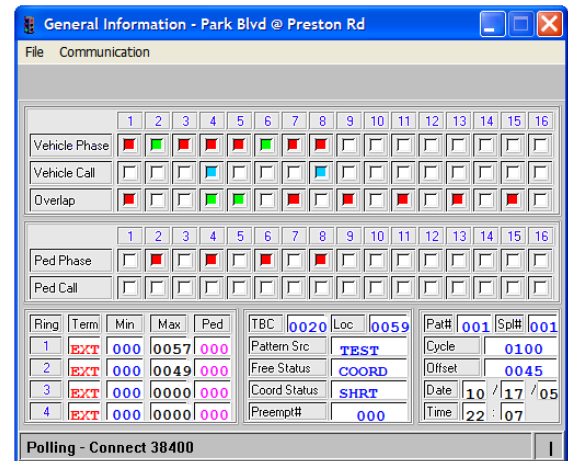 General Information - Park Blvd @ Preston Rd
File Communication
1 2 3 4 5 6 7 8 9 10 11 12 13 14 15 16
Vehicle Phase
Vehicle Call
Overlap
1 2 3 4 5 6 7 8 9 10 11 12 13 14 15 16
Ped Phase
Ped Call
Ring Term Min Max Ped TBC 0020 Loc 0059 Pat# 001 Spl# 001
1 EXT 000 0057 000 Pattern Src TEST Cycle 0100
2 EXT 000 0049 000 Free Status COORD Offset 0045
3 EXT 000 0000 000 Coord Status SHRT Date 10 / 17 / 05
4 EXT 000 0000 000 Preempt# 000 Time 22 : 07
Polling - Connect 38400 |